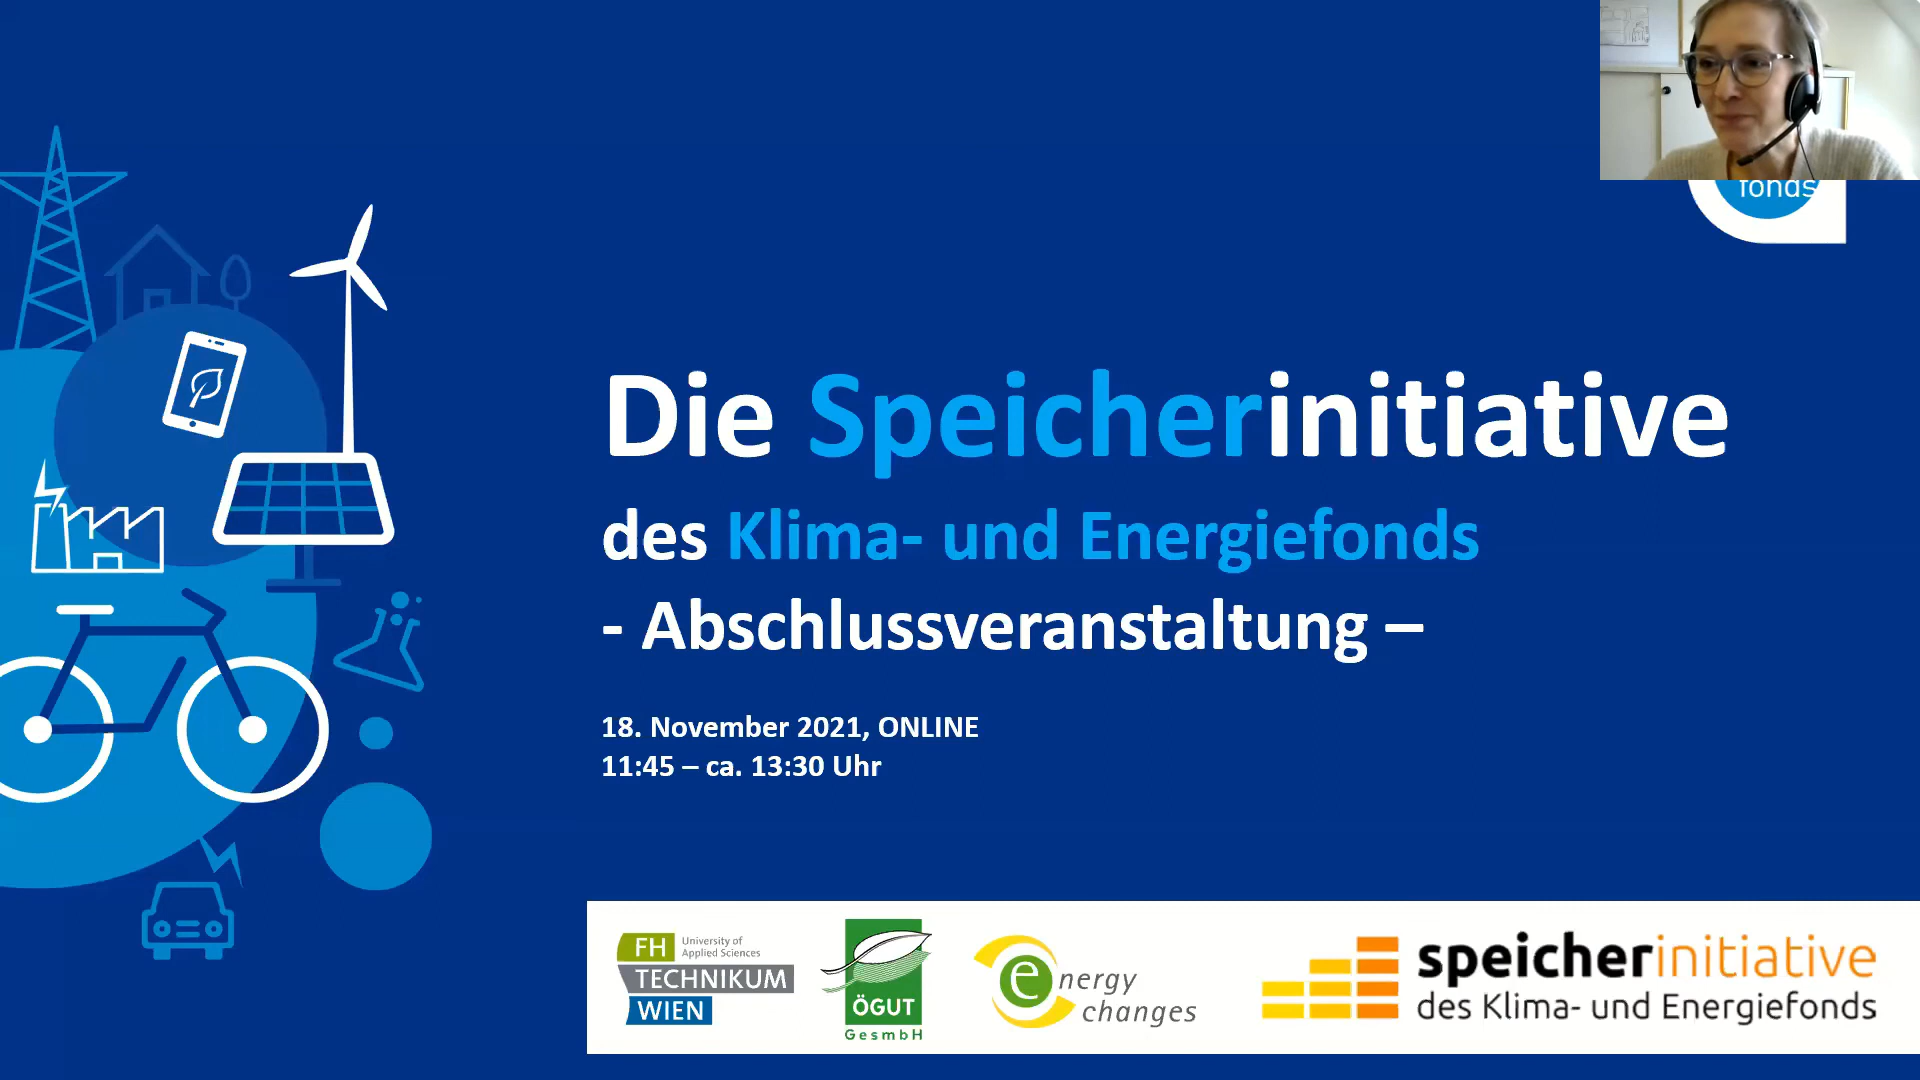 fonds
Die Speicherinitiative
des Klima- und Energiefonds
- Abschlussveranstaltung –
18. November 2021, ONLINE
11:45 – ca. 13:30 Uhr
FH University of
Applied Sciences
TECHNIKUM
WIEN
ÖGUT
GesmbH
energy
changes
speicherinitiative
des Klima- und Energiefonds